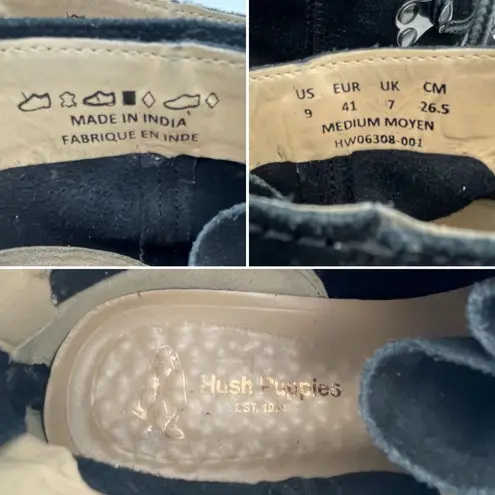 MADE IN INDIA
FABRIQUE EN INDE
US EUR UK CM
9 41 7 26.5
MEDIUM MOYEN
HW06308-001
Hush Puppies
EST.